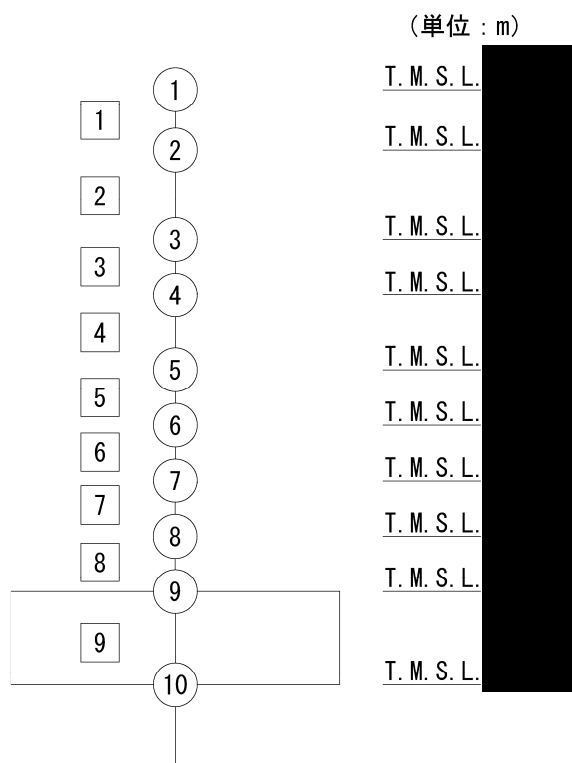 (単位:m)
① T.M.S.L.
1
② T.M.S.L.
2
③ T.M.S.L.
3
④ T.M.S.L.
4
⑤ T.M.S.L.
5
⑥ T.M.S.L.
6
⑦ T.M.S.L.
7
⑧ T.M.S.L.
8
⑨ T.M.S.L.
9
⑩ T.M.S.L.